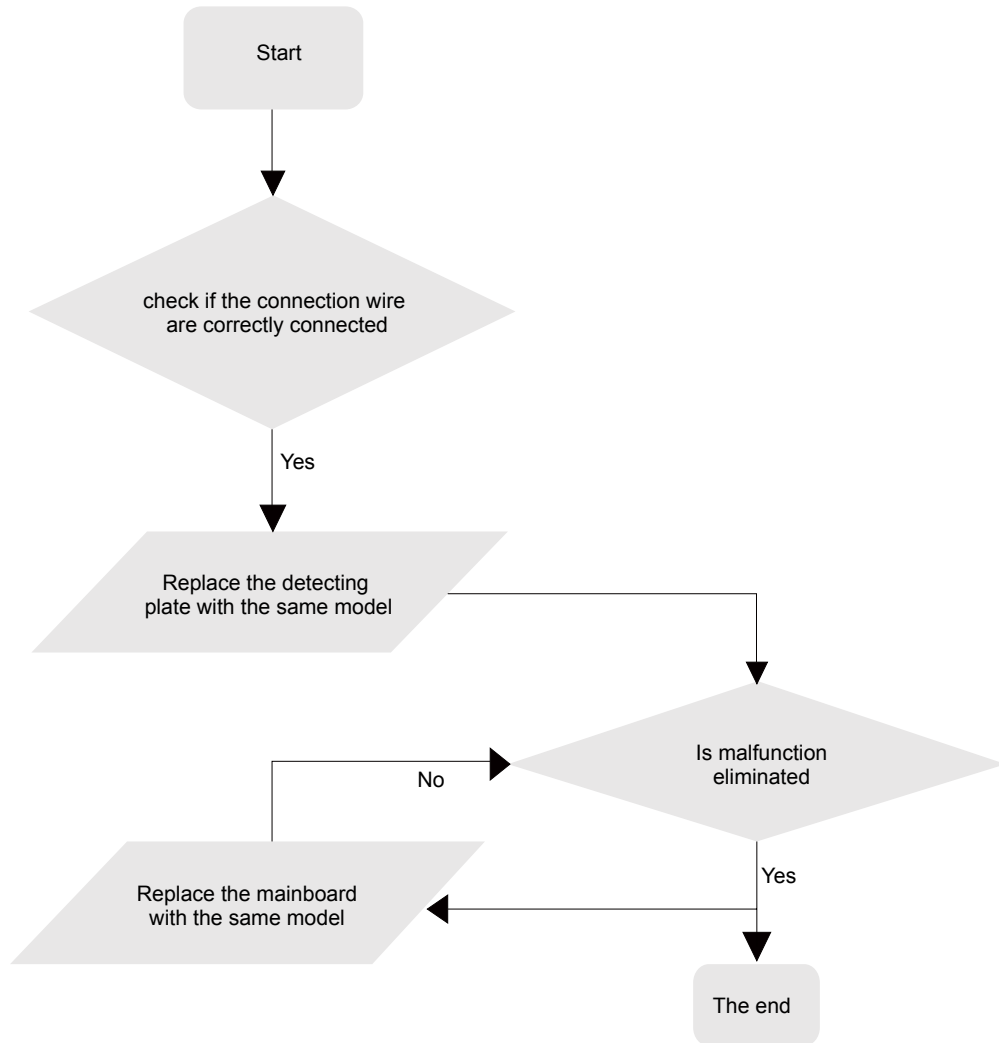 Start
check if the connection wire
are correctly connected
Yes
Replace the detecting
plate with the same model
Is malfunction
eliminated
No
Yes
Replace the mainboard
with the same model
The end